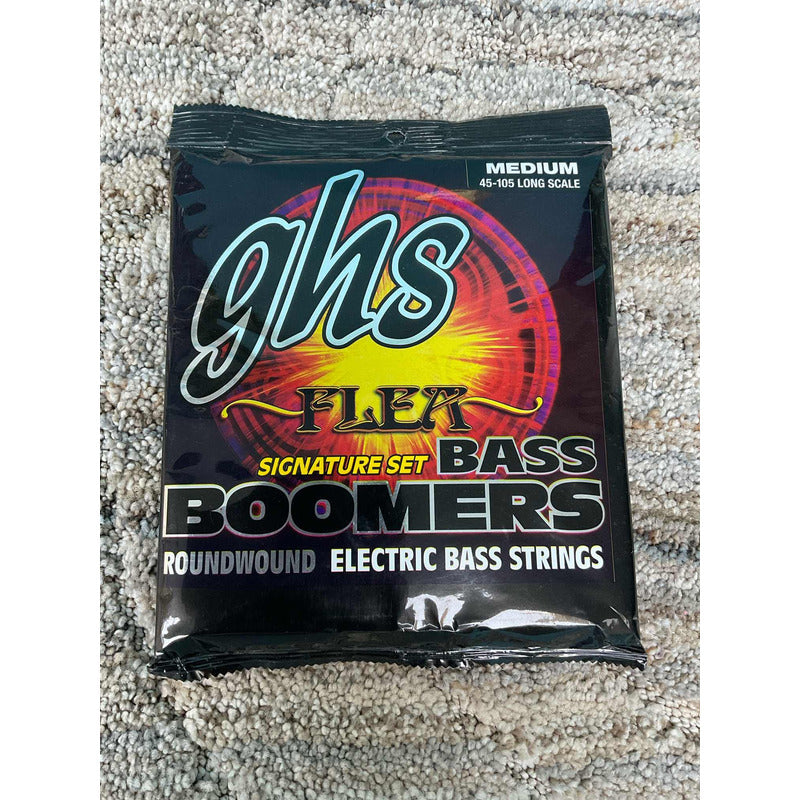 MEDIUM
45-105 LONG SCALE
ghs
FLEA
SIGNATURE SET BASS
BOOMERS
ROUNDWOUND ELECTRIC BASS STRINGS